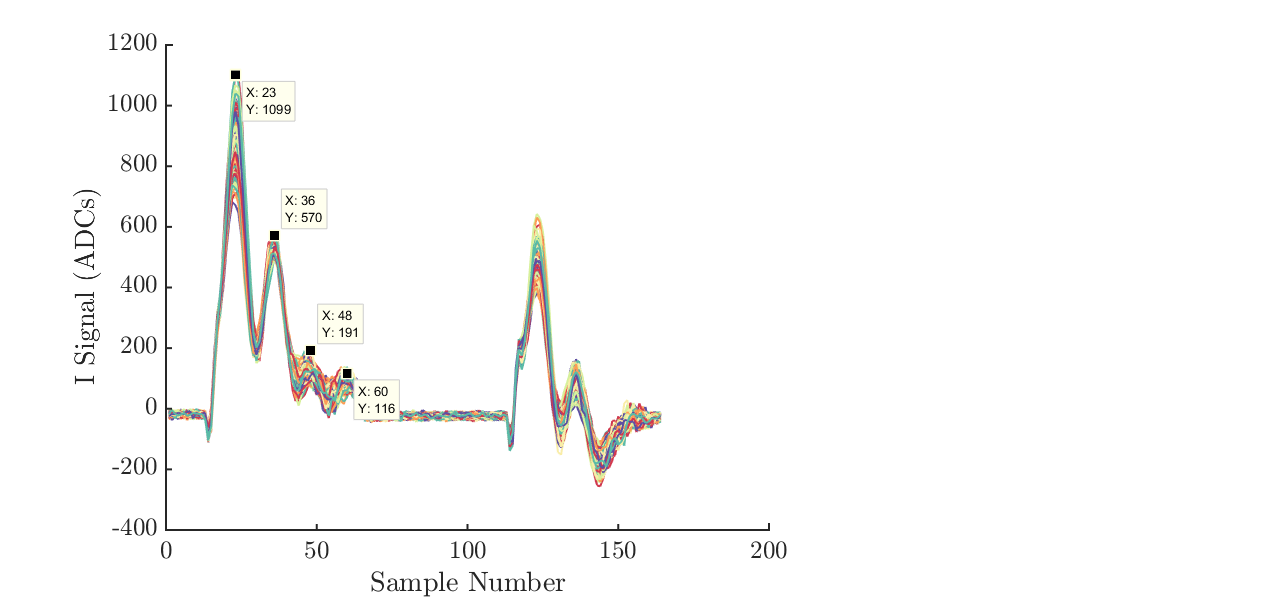 1200
1000
800
600
400
200
0
-200
-400
I Signal (ADCs)
X: 23
Y: 1099
X: 36
Y: 570
X: 48
Y: 191
X: 60
Y: 116
0 50 100 150 200
Sample Number